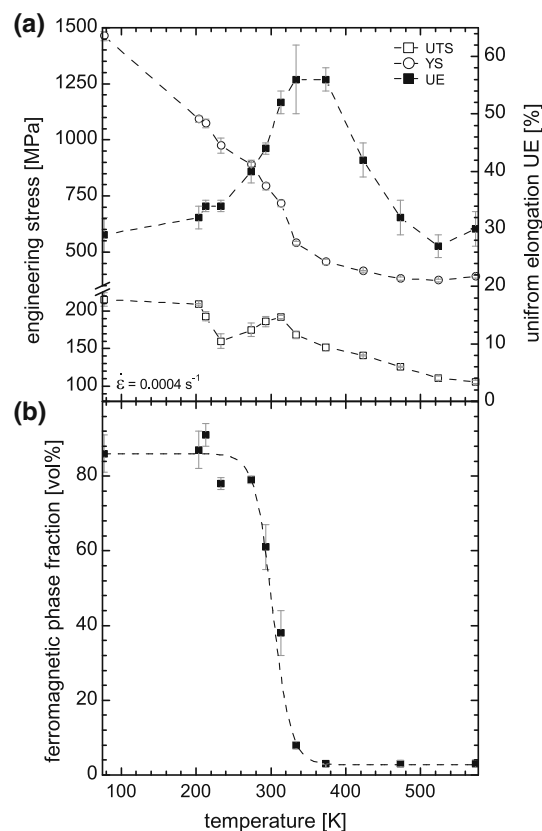 (a)
1500
1250
1000
750
500
200
150
100
engineering stress [MPa]
UTS
YS
UE
60
50
40
30
20
10
0
unifrom elongation UE [%]
ε̇ = 0.0004 s⁻¹
(b)
80
60
40
20
0
ferromagnetic phase fraction [vol%]
100 200 300 400 500
temperature [K]